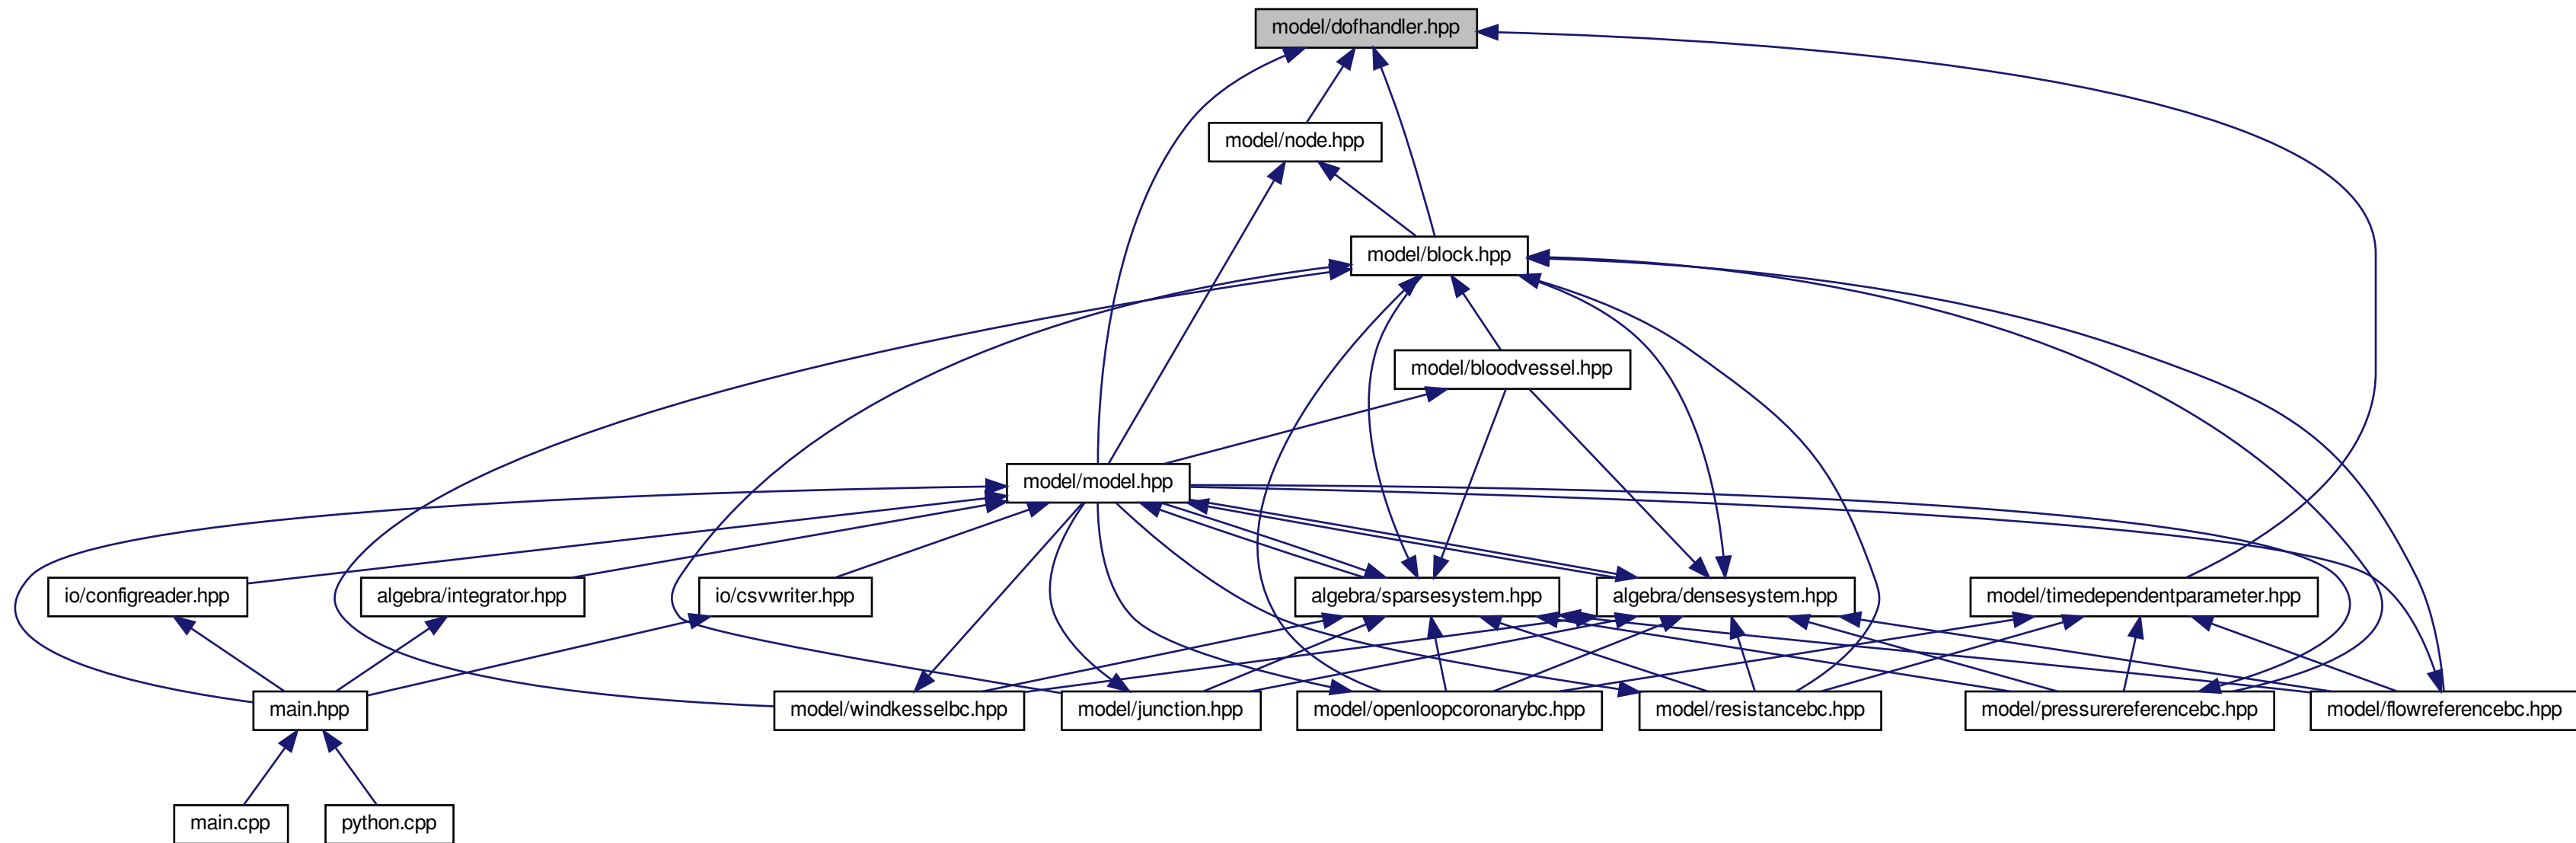 model/dofhandler.hpp
model/node.hpp
model/block.hpp
model/bloodvessel.hpp
model/model.hpp
io/configreader.hpp
algebra/integrator.hpp
io/csvwriter.hpp
algebra/sparsesystem.hpp
algebra/densesystem.hpp
model/timedependentparameter.hpp
main.hpp
model/windkesselbc.hpp
model/junction.hpp
model/openloopcoronarybc.hpp
model/resistancebc.hpp
model/pressurereferencebc.hpp
model/flowreferencebc.hpp
main.cpp
python.cpp